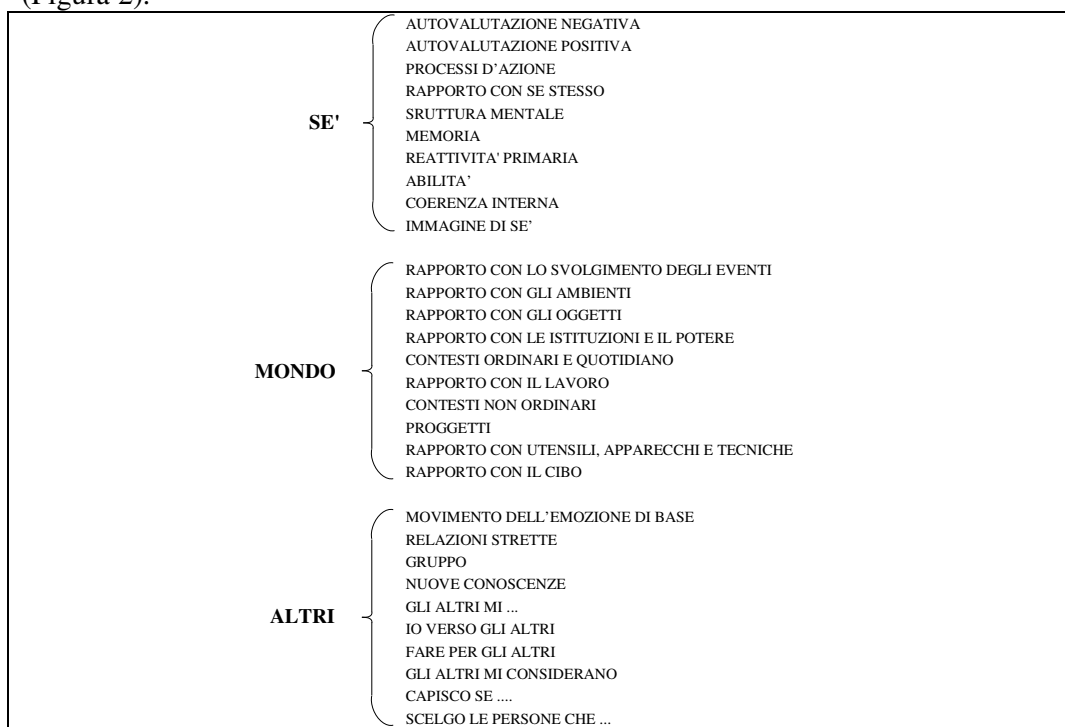 (Figura 2).
AUTOVALUTAZIONE NEGATIVA
AUTOVALUTAZIONE POSITIVA
PROCESSI D’AZIONE
RAPPORTO CON SE STESSO
SE'
SRUTTURA MENTALE
MEMORIA
REATTIVITA' PRIMARIA
ABILITA’
COERENZA INTERNA
IMMAGINE DI SE’
RAPPORTO CON LO SVOLGIMENTO DEGLI EVENTI
RAPPORTO CON GLI AMBIENTI
RAPPORTO CON GLI OGGETTI
RAPPORTO CON LE ISTITUZIONI E IL POTERE
CONTESTI ORDINARI E QUOTIDIANO
MONDO
RAPPORTO CON IL LAVORO
CONTESTI NON ORDINARI
PROGGETTI
RAPPORTO CON UTENSILI, APPARECCHI E TECNICHE
RAPPORTO CON IL CIBO
MOVIMENTO DELL’EMOZIONE DI BASE
RELAZIONI STRETTE
GRUPPO
NUOVE CONOSCENZE
GLI ALTRI MI ...
ALTRI
IO VERSO GLI ALTRI
FARE PER GLI ALTRI
GLI ALTRI MI CONSIDERANO
CAPISCO SE ....
SCELGO LE PERSONE CHE ...